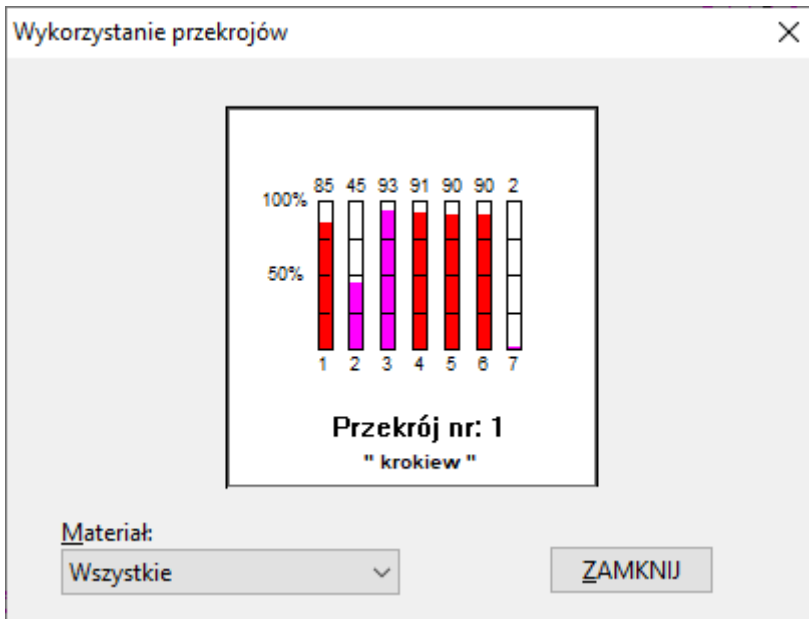 Wykorzystanie przekrojów
85 45 93 91 90 90 2
100%
50%
1 2 3 4 5 6 7
Przekrój nr: 1
" krokiew "
Materiał:
Wszystkie
ZAMKNIJ